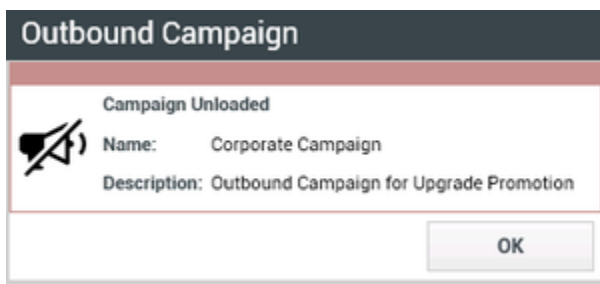 Outbound Campaign
Campaign Unloaded
Name: Corporate Campaign
Description: Outbound Campaign for Upgrade Promotion
OK